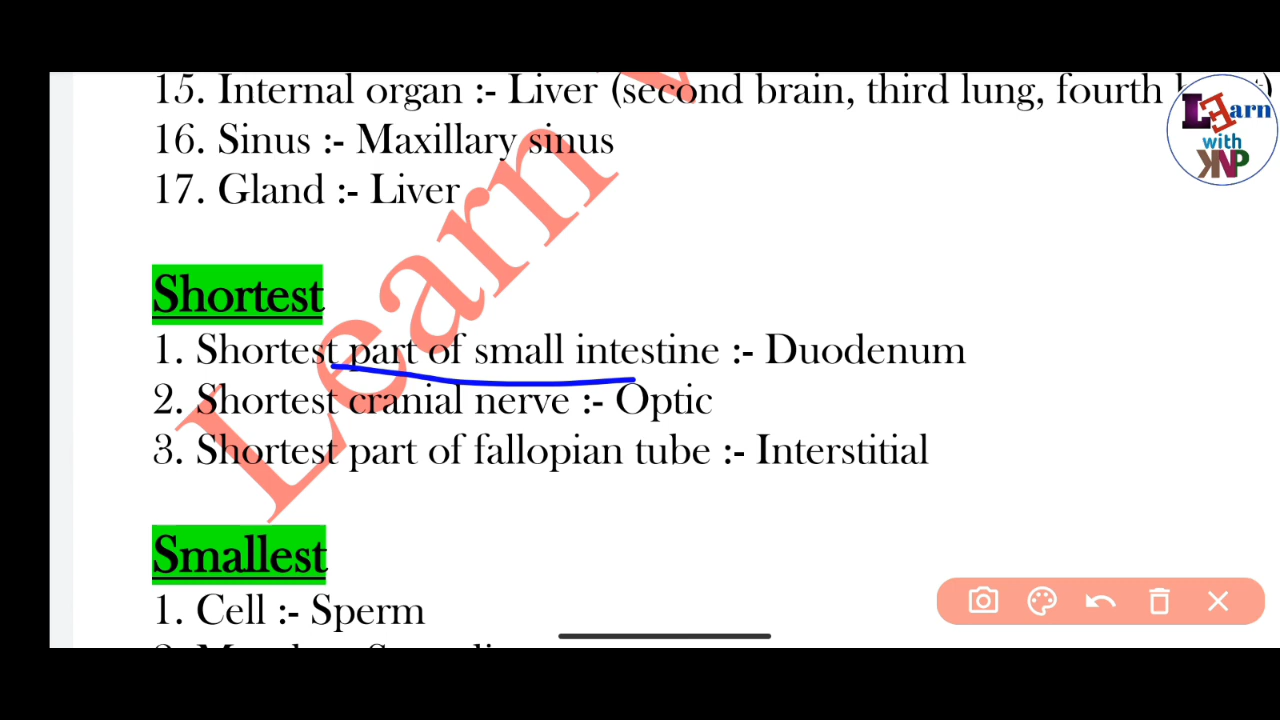 15. Internal organ :- Liver (second brain, third lung, fourth
16. Sinus :- Maxillary sinus
17. Gland :- Liver
LEarn
with
KNP
Learn
Shortest
1. Shortest part of small intestine :- Duodenum
2. Shortest cranial nerve :- Optic
3. Shortest part of fallopian tube :- Interstitial
Smallest
1. Cell :- Sperm